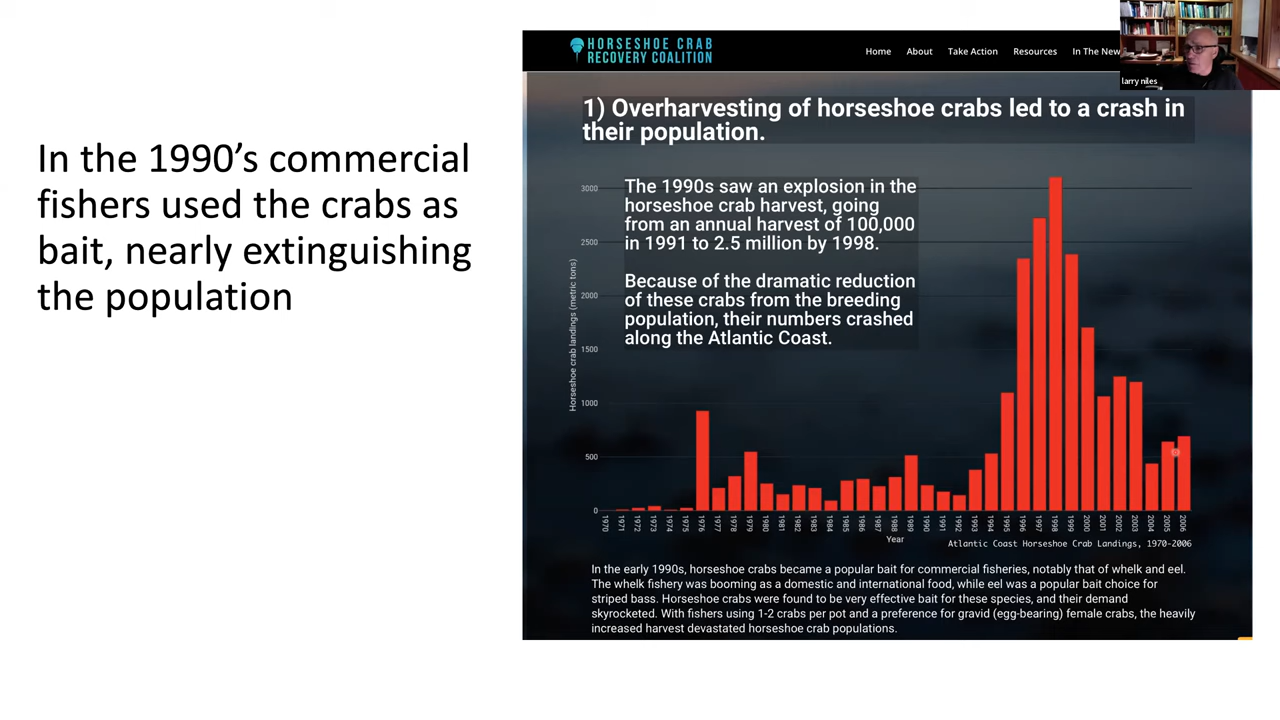 In the 1990's commercial
fishers used the crabs as
bait, nearly extinguishing
the population
HORSESHOE CRAB
RECOVERY COALITION
Home About Take Action Resources In The New
larry niles
1) Overharvesting of horseshoe crabs led to a crash in
their population.
The 1990s saw an explosion in the
horseshoe crab harvest, going
from an annual harvest of 100,000
in 1991 to 2.5 million by 1998.
Because of the dramatic reduction
of these crabs from the breeding
population, their numbers crashed
along the Atlantic Coast.
Horseshoe crab landings (metric tons)
3000
2500
2000
1500
1000
500
0
1970 1971 1972 1973 1974 1975 1976 1977 1978 1979 1980 1981 1982 1983 1984 1985 1986 1987 1988 1989 1990 1991 1992 1993 1994 1995 1996 1997 1998 1999 2000 2001 2002 2003 2004 2005 2006
Year
Atlantic Coast Horseshoe Crab Landings, 1970-2006
In the early 1990s, horseshoe crabs became a popular bait for commercial fisheries, notably that of whelk and eel.
The whelk fishery was booming as a domestic and international food, while eel was a popular bait choice for
striped bass. Horseshoe crabs were found to be very effective bait for these species, and their demand
skyrocketed. With fishers using 1-2 crabs per pot and a preference for gravid (egg-bearing) female crabs, the heavily
increased harvest devastated horseshoe crab populations.